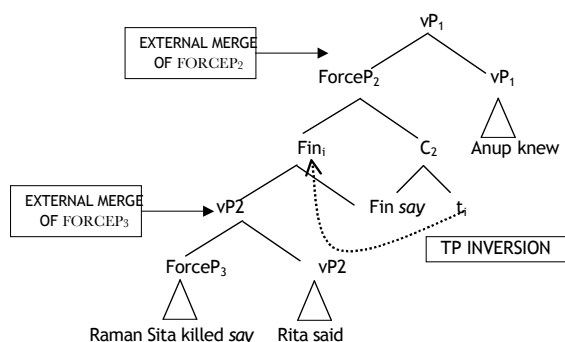 vP₁
EXTERNAL MERGE
OF FORCEP₂
ForceP₂ vP₁
Finᵢ C₂ Anup knew
EXTERNAL MERGE
OF FORCEP₃
vP2 Fin say tᵢ
TP INVERSION
ForceP₃ vP2
Raman Sita killed say Rita said